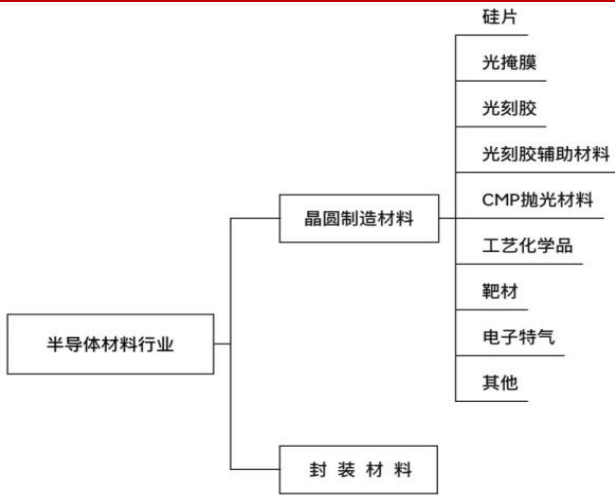 硅片
光掩膜
光刻胶
光刻胶辅助材料
晶圆制造材料
CMP抛光材料
工艺化学品
靶材
半导体材料行业
电子特气
其他
封装材料